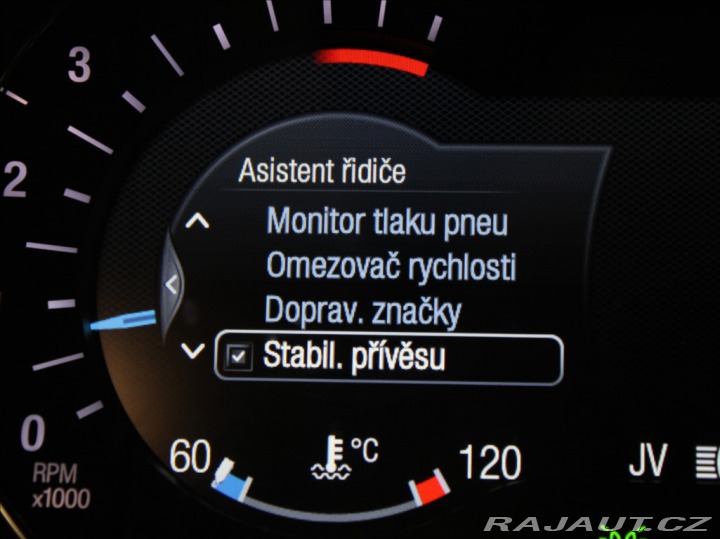 3
2
0
RPM
x1000
Asistent řidiče
Monitor tlaku pneu
Omezovač rychlosti
Doprav. značky
Stabil. přívěsu
60 °C 120
JV
RAJAUT.CZ